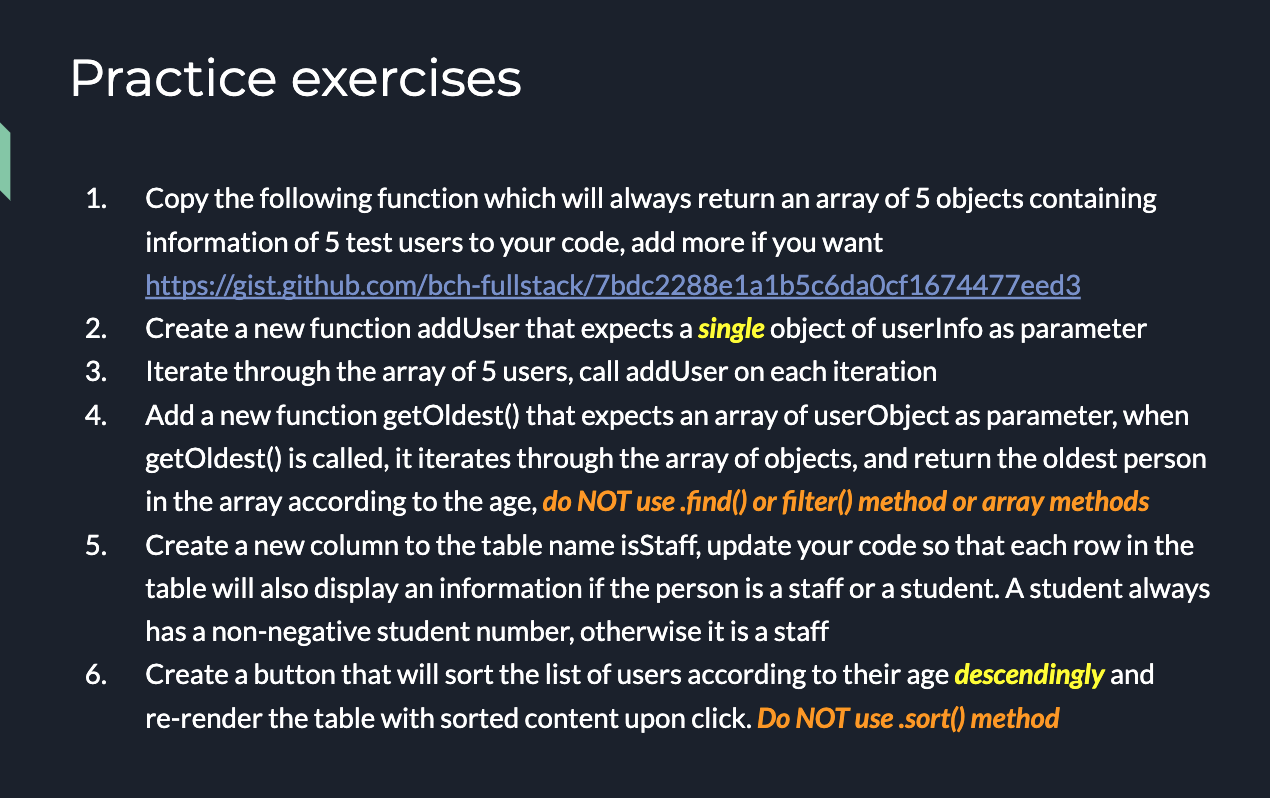 Practice exercises
1. Copy the following function which will always return an array of 5 objects containing
information of 5 test users to your code, add more if you want
https://gist.github.com/bch-fullstack/7bdc2288e1a1b5c6da0cf1674477eed3
2. Create a new function addUser that expects a single object of userInfo as parameter
3. Iterate through the array of 5 users, call addUser on each iteration
4. Add a new function getOldest() that expects an array of userObject as parameter, when
getOldest() is called, it iterates through the array of objects, and return the oldest person
in the array according to the age, do NOT use .find() or filter() method or array methods
5. Create a new column to the table name isStaff, update your code so that each row in the
table will also display an information if the person is a staff or a student. A student always
has a non-negative student number, otherwise it is a staff
6. Create a button that will sort the list of users according to their age descendingly and
re-render the table with sorted content upon click. Do NOT use .sort() method